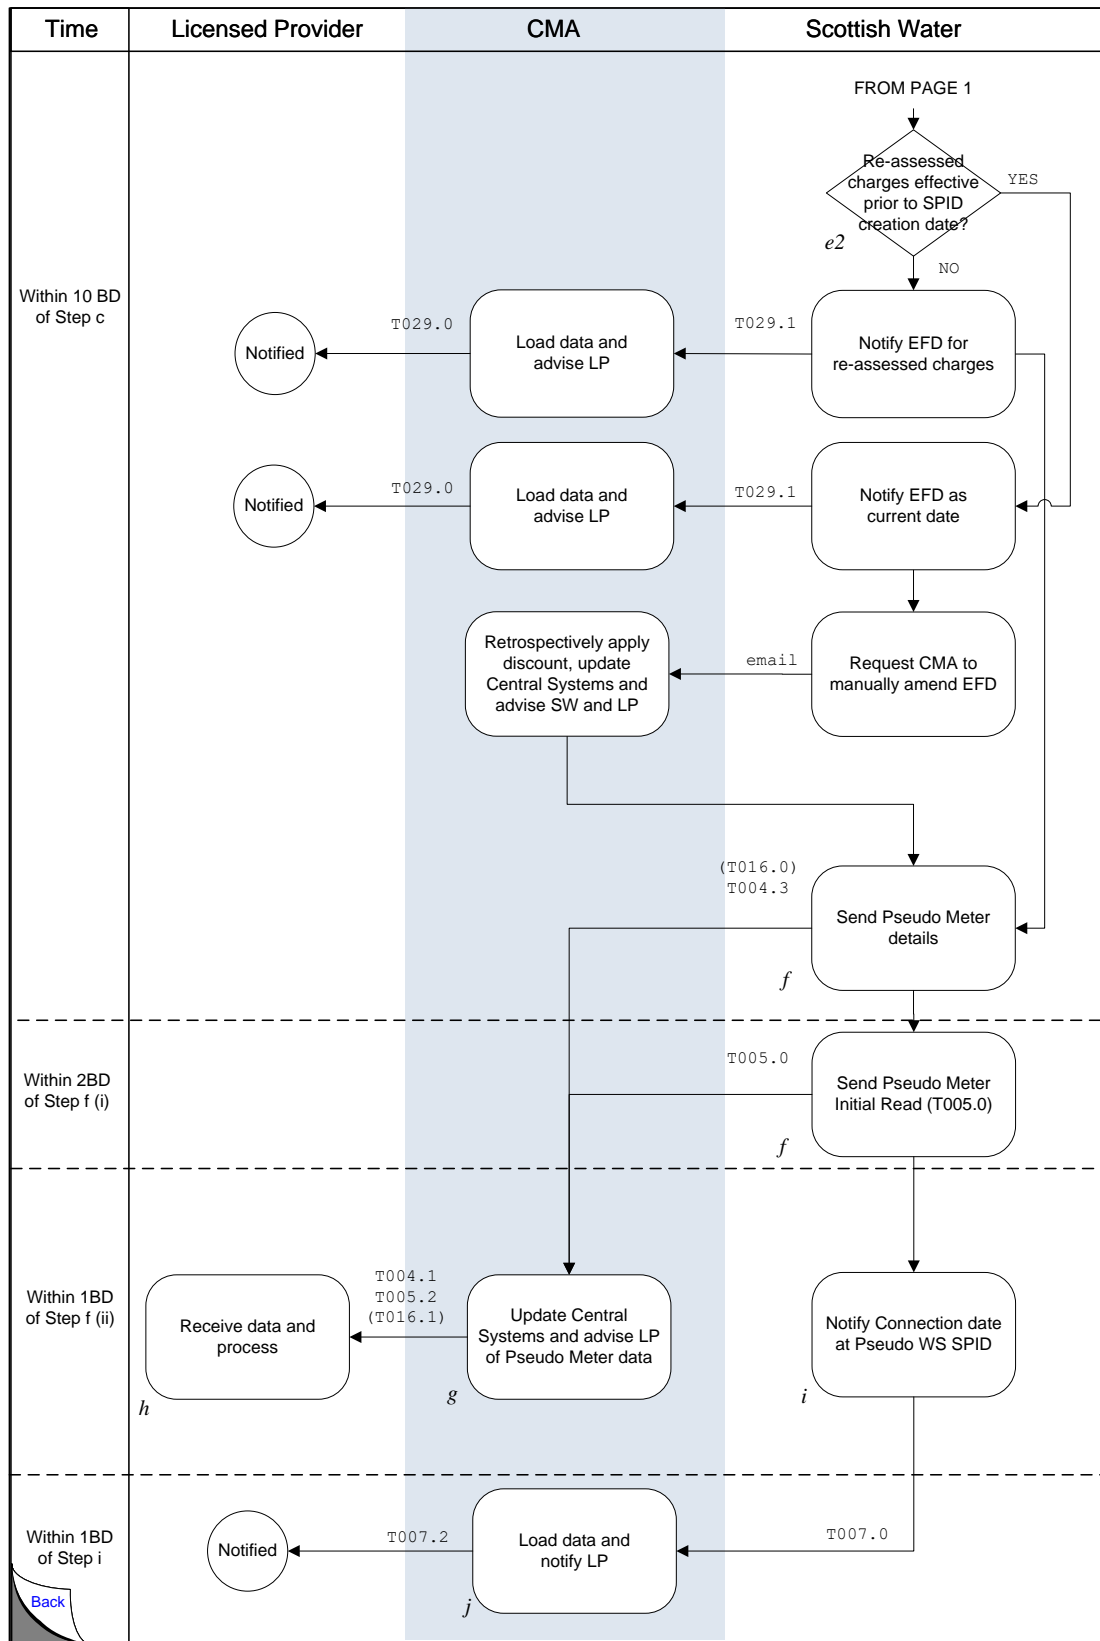 Time
Licensed Provider
CMA
Scottish Water
FROM PAGE 1
Re-assessed
charges effective
prior to SPID
creation date?
YES
e2
NO
Within 10 BD
of Step c
Notified
T029.0
Load data and
advise LP
T029.1
Notify EFD for
re-assessed charges
Notified
T029.0
Load data and
advise LP
T029.1
Notify EFD as
current date
Retrospectively apply
discount, update
Central Systems and
advise SW and LP
email
Request CMA to
manually amend EFD
(T016.0)
T004.3
Send Pseudo Meter
details
f
Within 2BD
of Step f (i)
T005.0
Send Pseudo Meter
Initial Read (T005.0)
f
Within 1BD
of Step f (ii)
Receive data and
process
h
T004.1
T005.2
(T016.1)
Update Central
Systems and advise LP
of Pseudo Meter data
g
Notify Connection date
at Pseudo WS SPID
i
Within 1BD
of Step i
Notified
T007.2
Load data and
notify LP
j
T007.0
Back